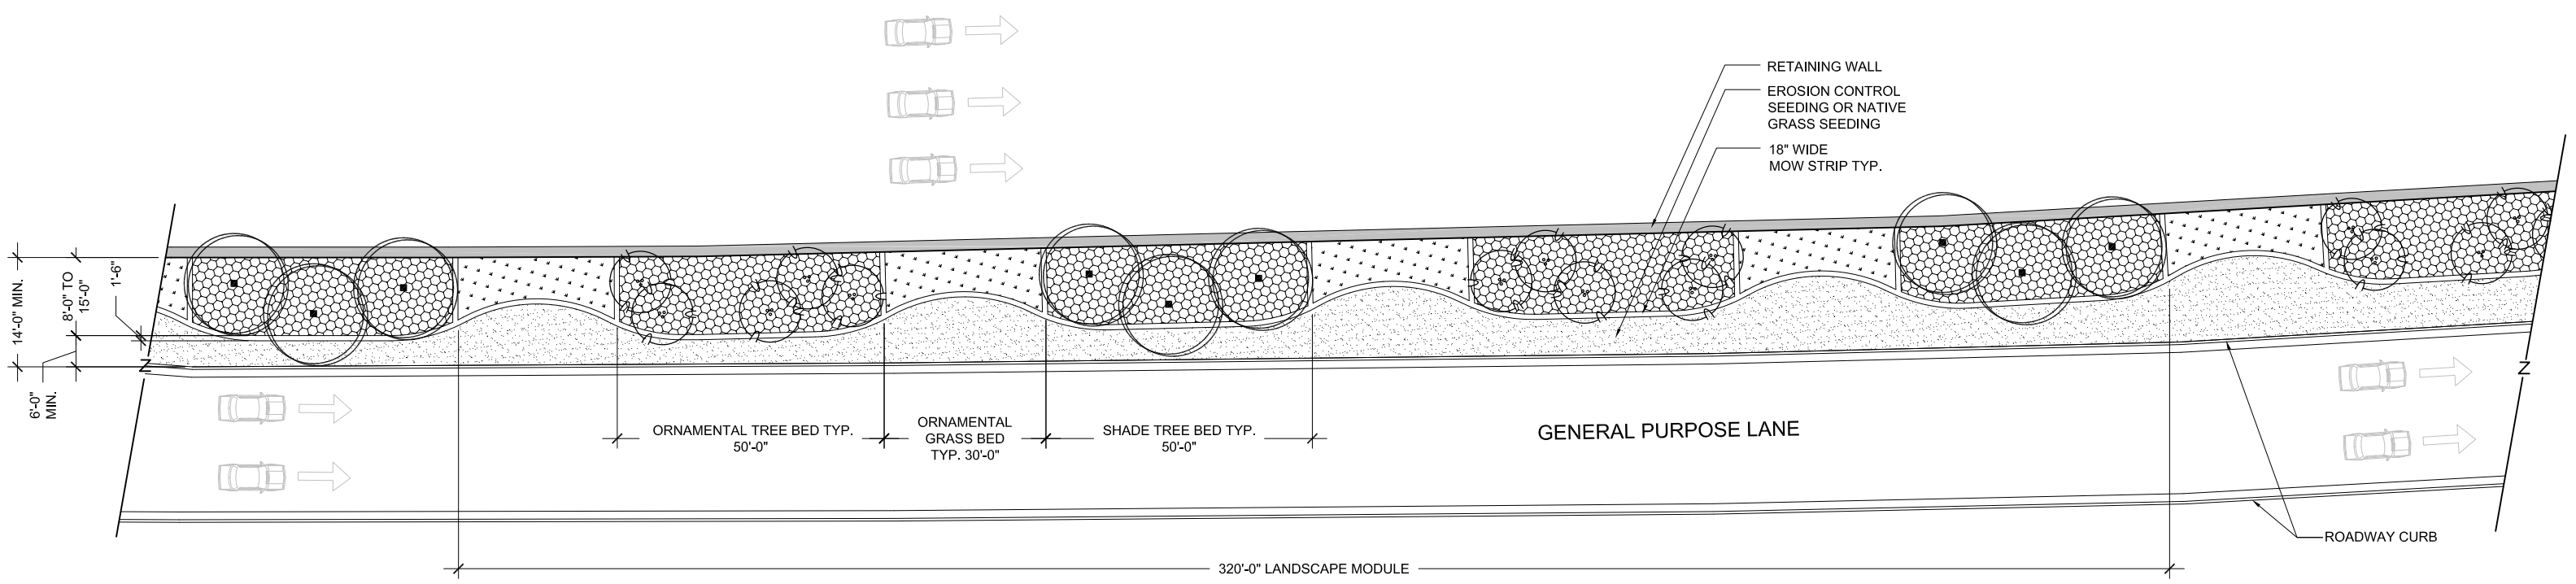 RETAINING WALL
EROSION CONTROL
SEEDING OR NATIVE
GRASS SEEDING
18" WIDE
MOW STRIP TYP.
14'-0" MIN.
8'-0" TO
15'-0"
1'-6"
6'-0"
MIN.
Z
Z
ORNAMENTAL TREE BED TYP.
50'-0"
ORNAMENTAL
GRASS BED
TYP. 30'-0"
SHADE TREE BED TYP.
50'-0"
GENERAL PURPOSE LANE
ROADWAY CURB
320'-0" LANDSCAPE MODULE